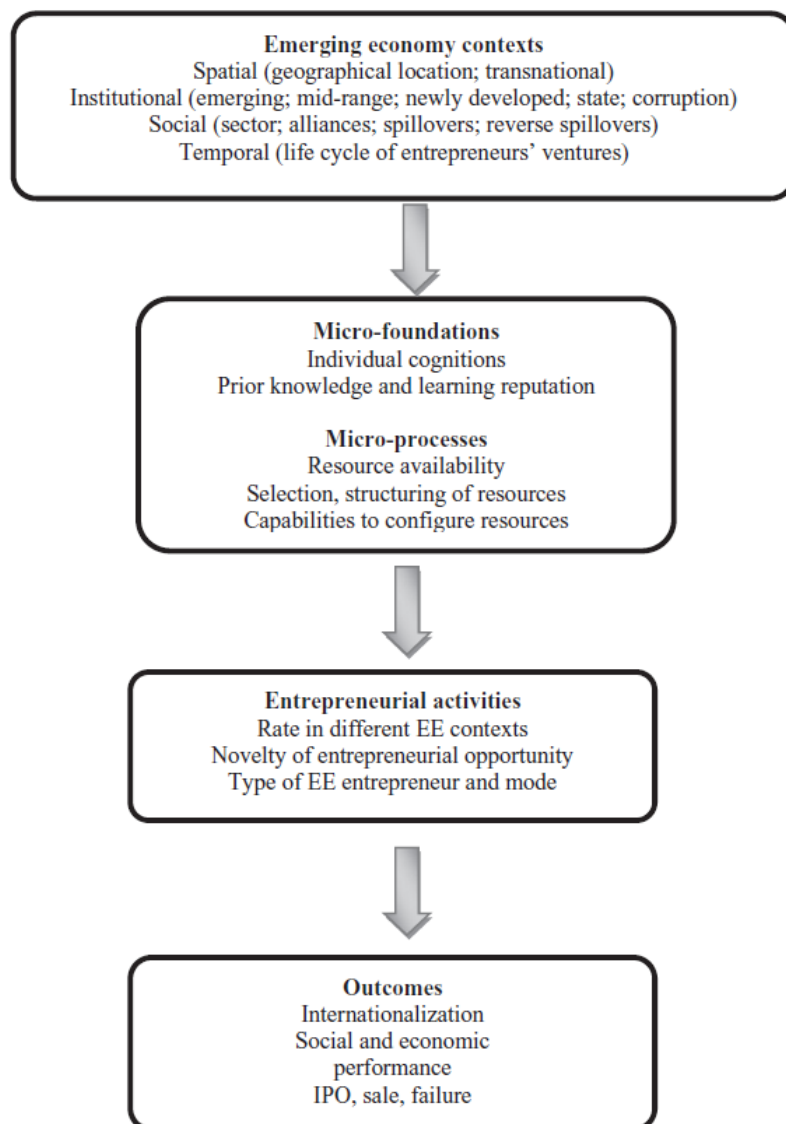 Emerging economy contexts
Spatial (geographical location; transnational)
Institutional (emerging; mid-range; newly developed; state; corruption)
Social (sector; alliances; spillovers; reverse spillovers)
Temporal (life cycle of entrepreneurs’ ventures)
Micro-foundations
Individual cognitions
Prior knowledge and learning reputation
Micro-processes
Resource availability
Selection, structuring of resources
Capabilities to configure resources
Entrepreneurial activities
Rate in different EE contexts
Novelty of entrepreneurial opportunity
Type of EE entrepreneur and mode
Outcomes
Internationalization
Social and economic
performance
IPO, sale, failure